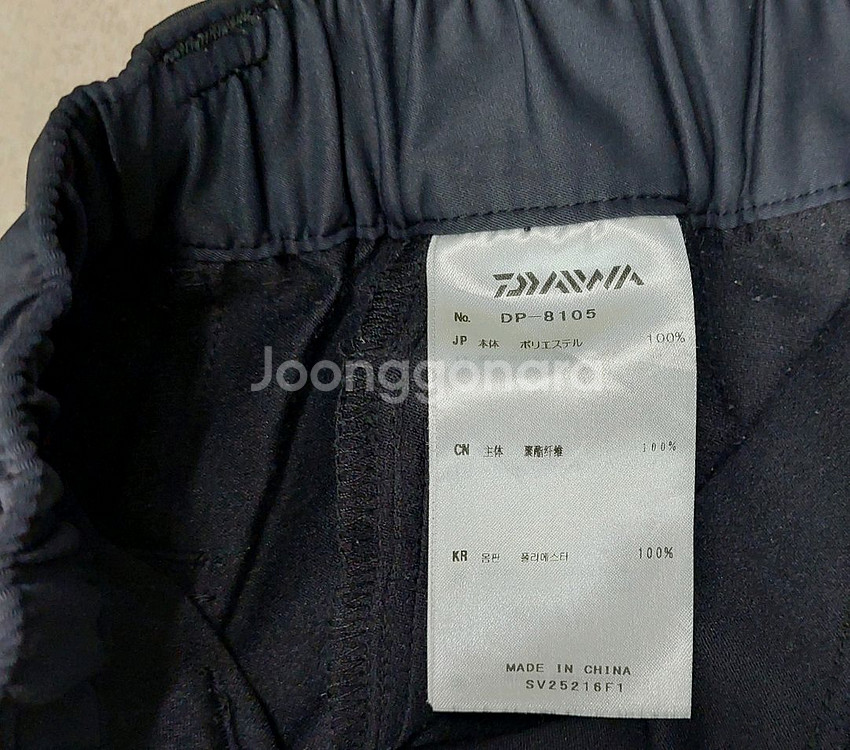 DAIWA
No. DP-8105
JP 本体 ポリエステル 100%
Joonggonara
CN 主体 聚酯纤维 100%
KR 몸판 폴리에스타 100%
MADE IN CHINA
SV25216F1